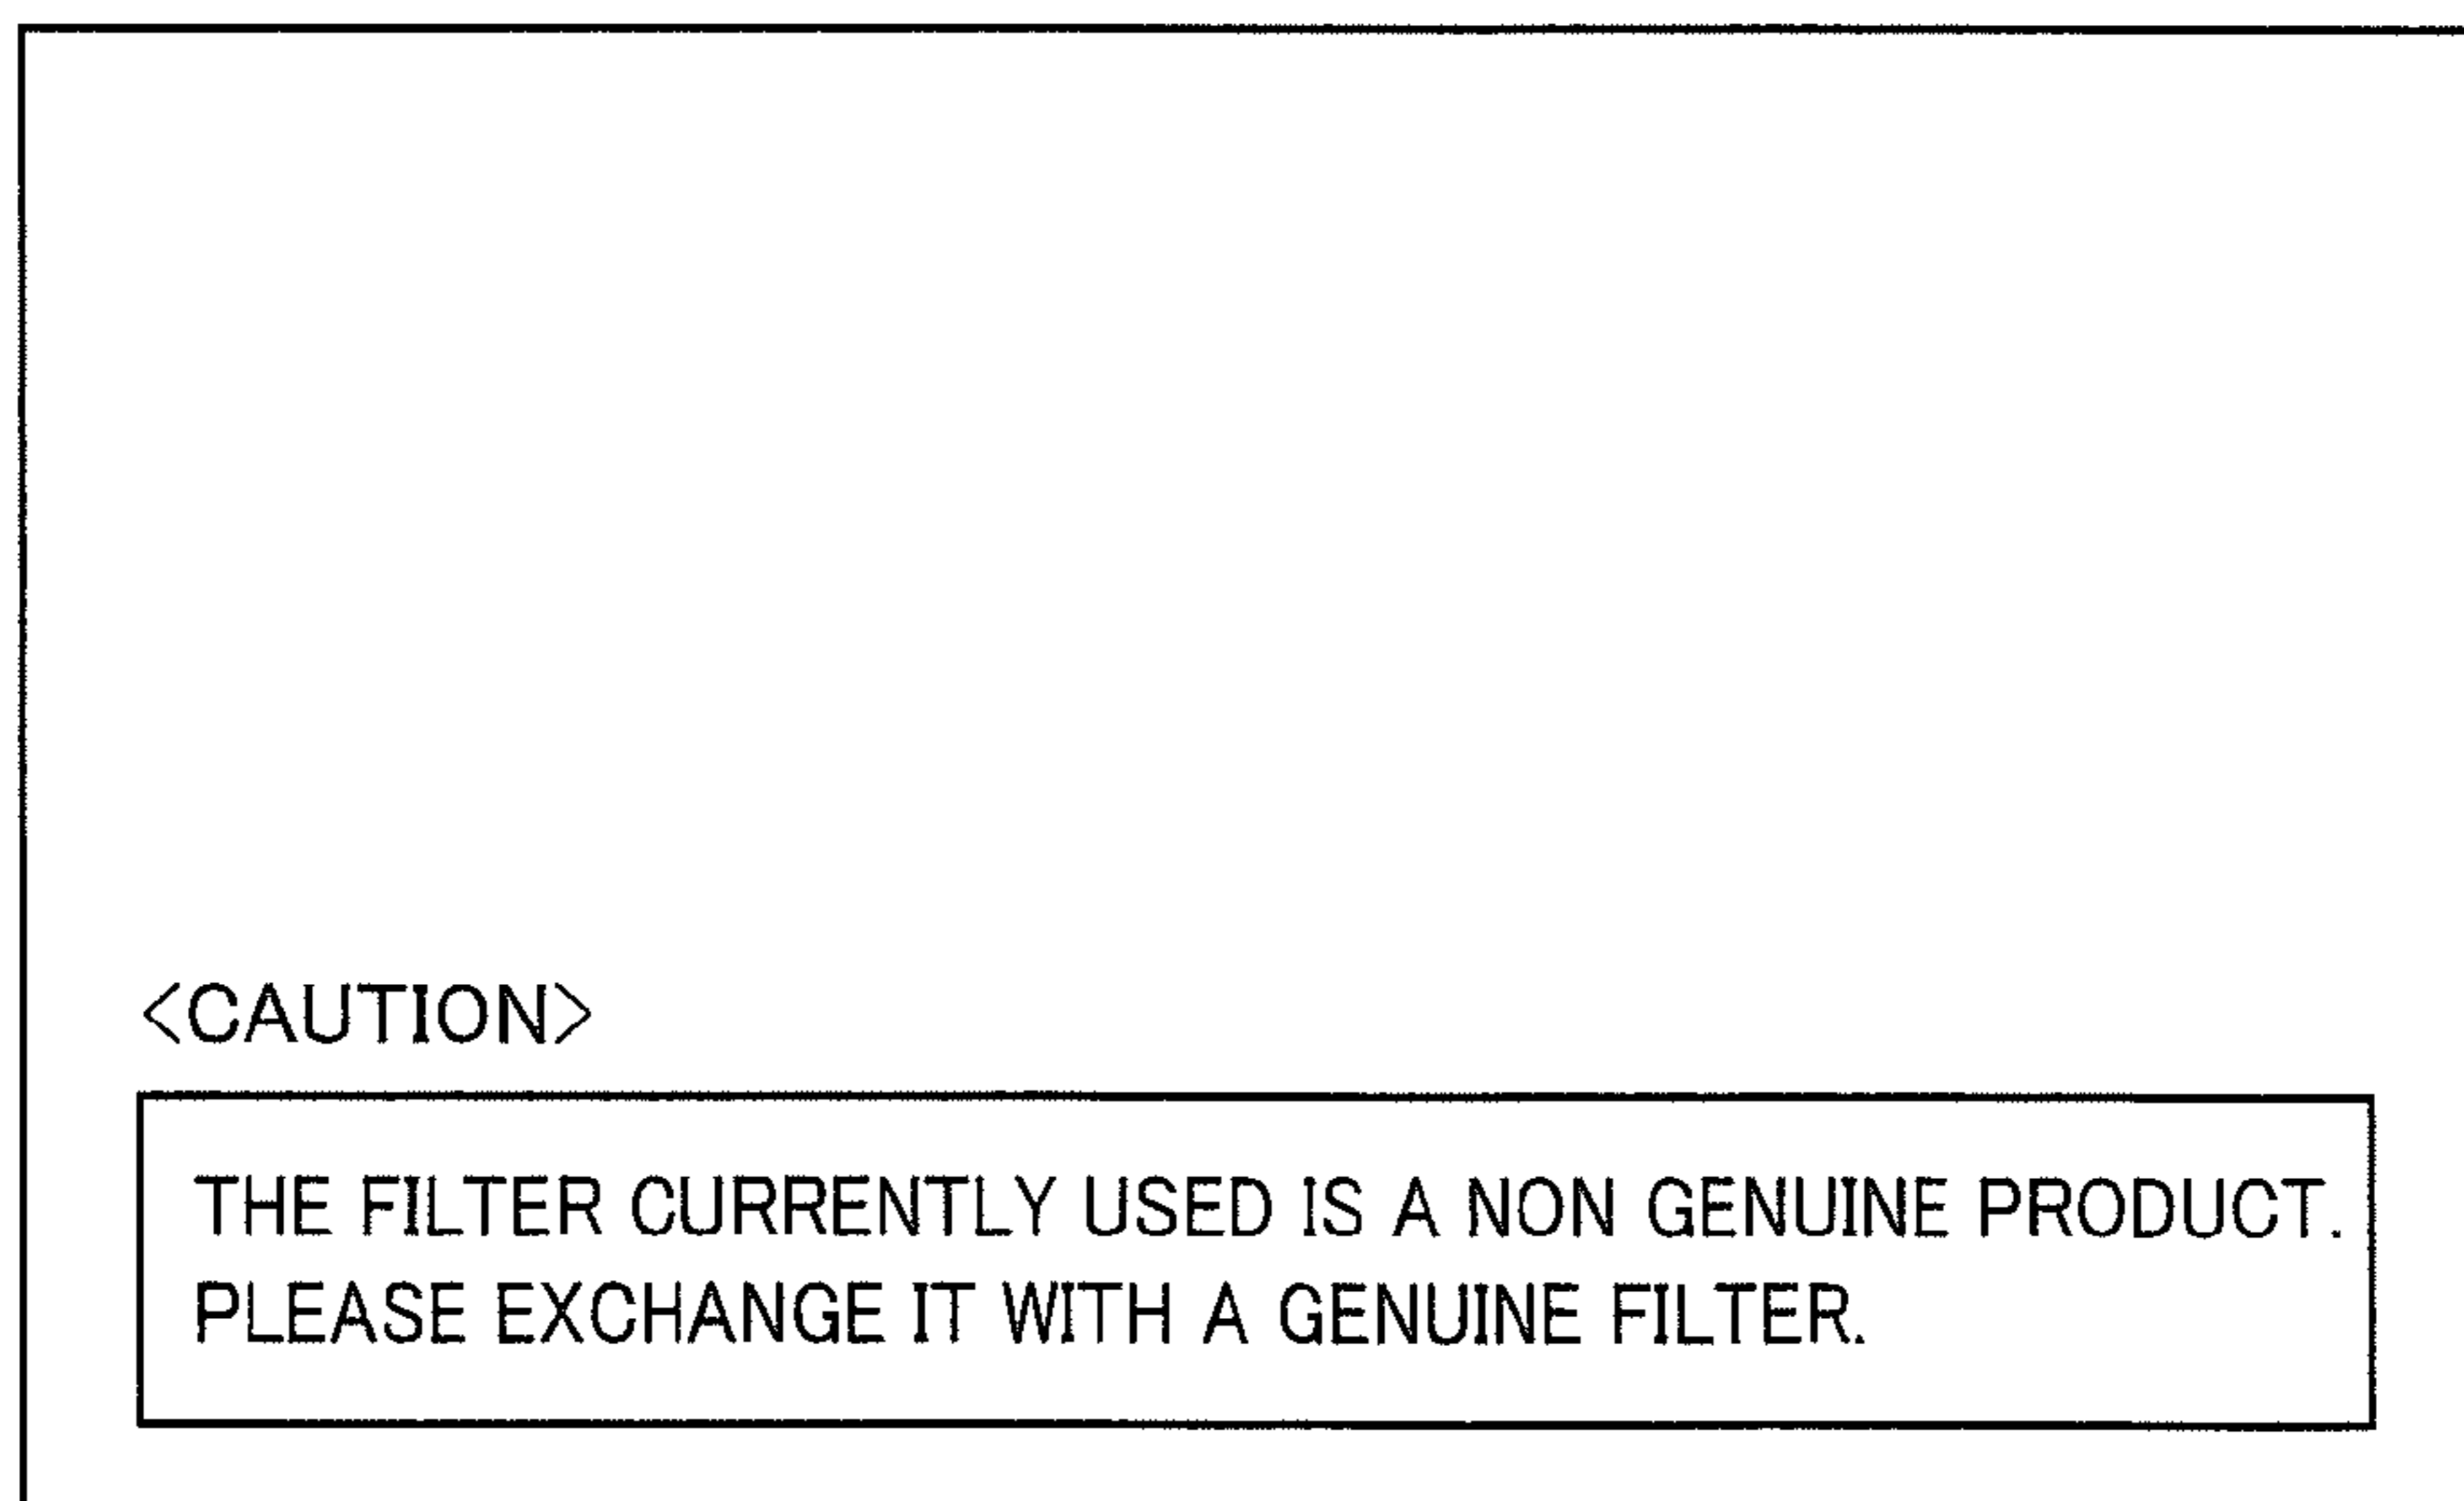 <CAUTION>
THE FILTER CURRENTLY USED IS A NON GENUINE PRODUCT.
PLEASE EXCHANGE IT WITH A GENUINE FILTER.